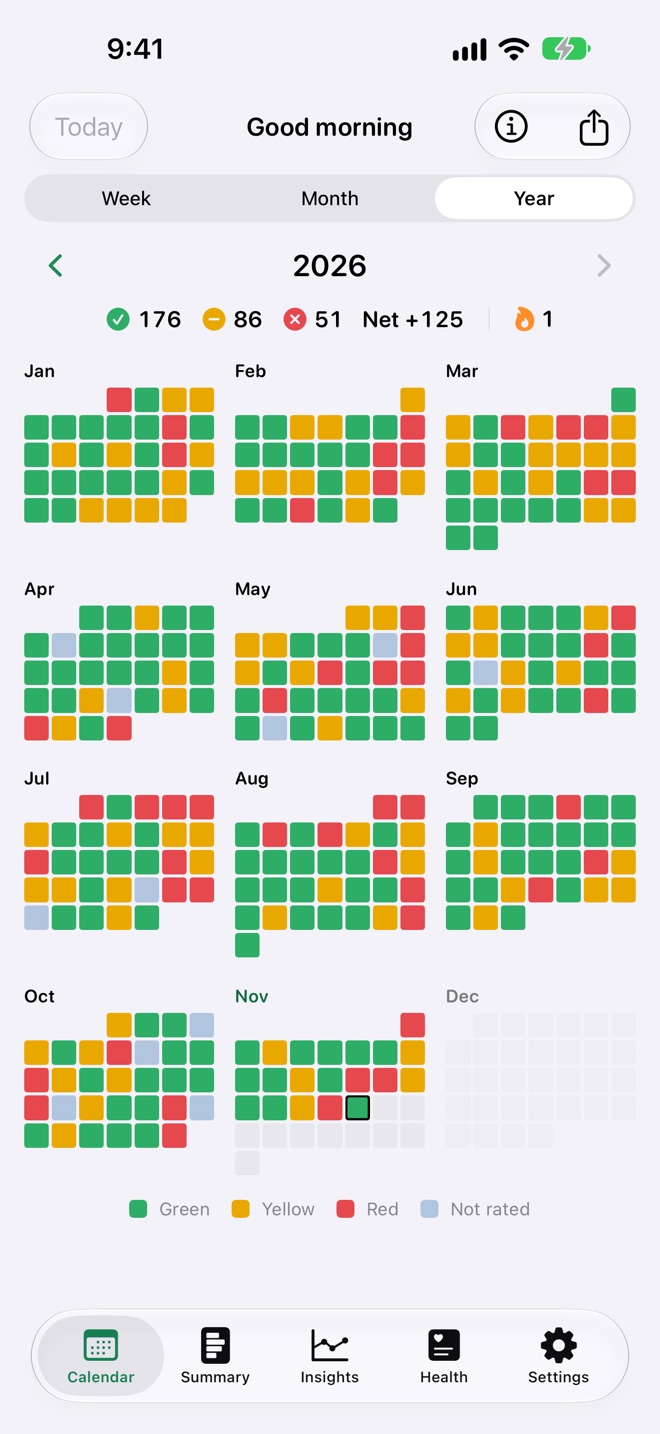 9:41
Today
Good morning
Week Month Year
2026
176 86 51 Net +125 1
Jan Feb Mar
Apr May Jun
Jul Aug Sep
Oct Nov Dec
Green Yellow Red Not rated
Calendar Summary Insights Health Settings